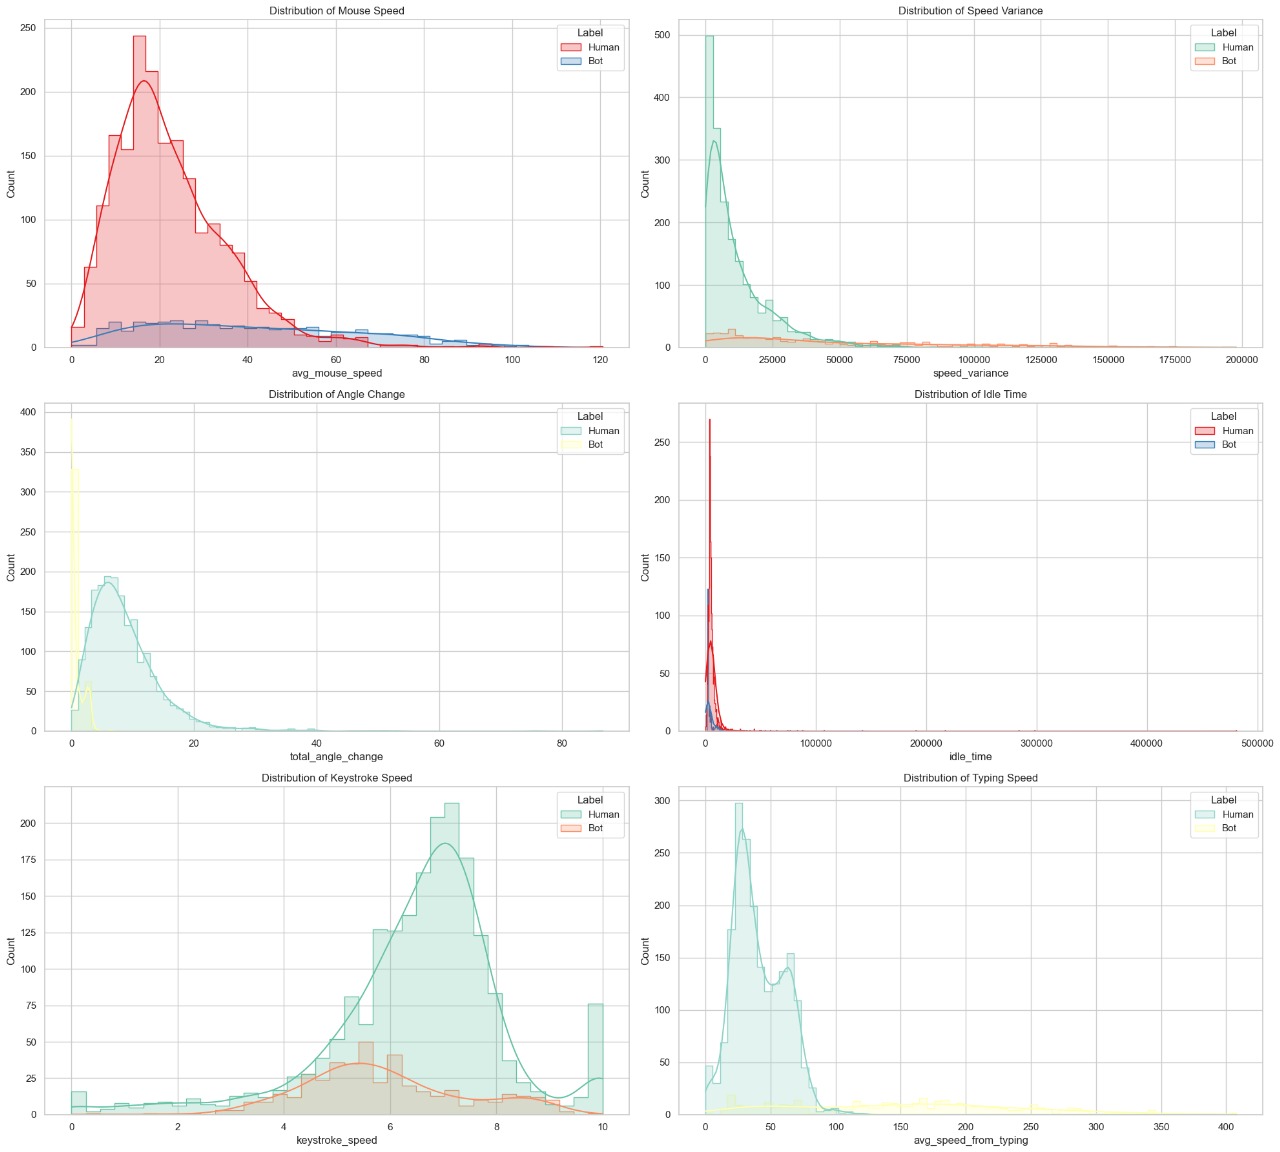 Distribution of Mouse Speed
Label
Human
Bot
250
200
150
100
50
0
Count
0 20 40 60 80 100 120
avg_mouse_speed
Distribution of Speed Variance
Label
Human
Bot
500
400
300
200
100
0
Count
0 25000 50000 75000 100000 125000 150000 175000 200000
speed_variance
Distribution of Angle Change
Label
Human
Bot
400
350
300
250
200
150
100
50
0
Count
0 20 40 60 80
total_angle_change
Distribution of Idle Time
Label
Human
Bot
250
200
150
100
50
0
Count
0 100000 200000 300000 400000 500000
idle_time
Distribution of Keystroke Speed
Label
Human
Bot
200
175
150
125
100
75
50
25
0
Count
0 2 4 6 8 10
keystroke_speed
Distribution of Typing Speed
Label
Human
Bot
300
250
200
150
100
50
0
Count
0 50 100 150 200 250 300 350 400
avg_speed_from_typing